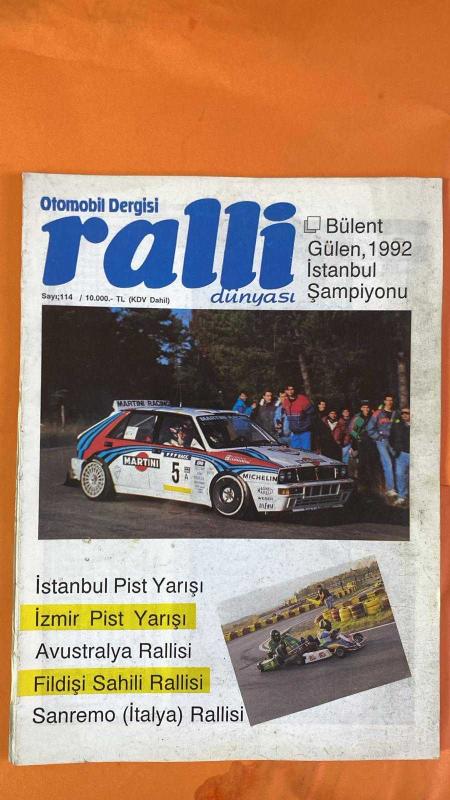 Otomobil Dergisi
ralli
dünyası
Sayı;114 / 10.000.- TL (KDV Dahil)
Bülent
Gülen,1992
İstanbul
Şampiyonu
MARTINI RACING
MARTINI
5
A
MICHELIN
İstanbul Pist Yarışı
İzmir Pist Yarışı
Avustralya Rallisi
Fildişi Sahili Rallisi
Sanremo (İtalya) Rallisi